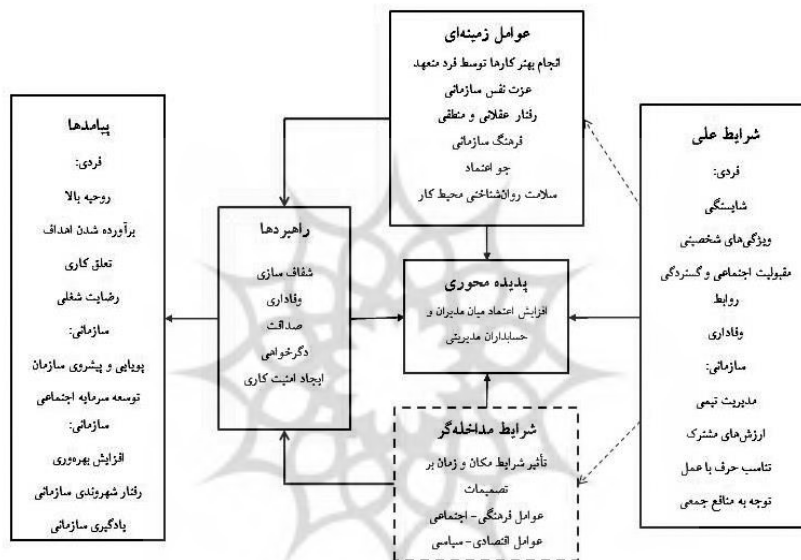 عوامل زمینه‌ای
انجام بهتر کارها توسط فرد متعهد
عزت نفس سازمانی
رفتار عقلانی و منطقی
فرهنگ سازمانی
جو اعتماد
سلامت روان‌شناختی محیط کار
شرایط علی
فردی:
شایستگی
ویژگی‌های شخصیتی
مقبولیت اجتماعی و گستردگی
روابط
وفاداری
سازمانی:
مدیریت تیمی
ارزش‌های مشترک
تناسب حرف با عمل
توجه به منافع جمعی
پدیده محوری
افزایش اعتماد میان مدیران و
حسابداران مدیریتی
شرایط مداخله‌گر
تأثیر شرایط مکان و زمان بر
تصمیمات
عوامل فرهنگی- اجتماعی
عوامل اقتصادی- سیاسی
راهبردها
شفاف سازی
وفاداری
صداقت
دگرخواهی
ایجاد امنیت کاری
پیامدها
فردی:
روحیه بالا
برآورده شدن اهداف
تعلق کاری
رضایت شغلی
سازمانی:
پویایی و پیشروی سازمان
توسعه سرمایه اجتماعی
سازمانی:
افزایش بهره‌وری
رفتار شهروندی سازمانی
یادگیری سازمانی